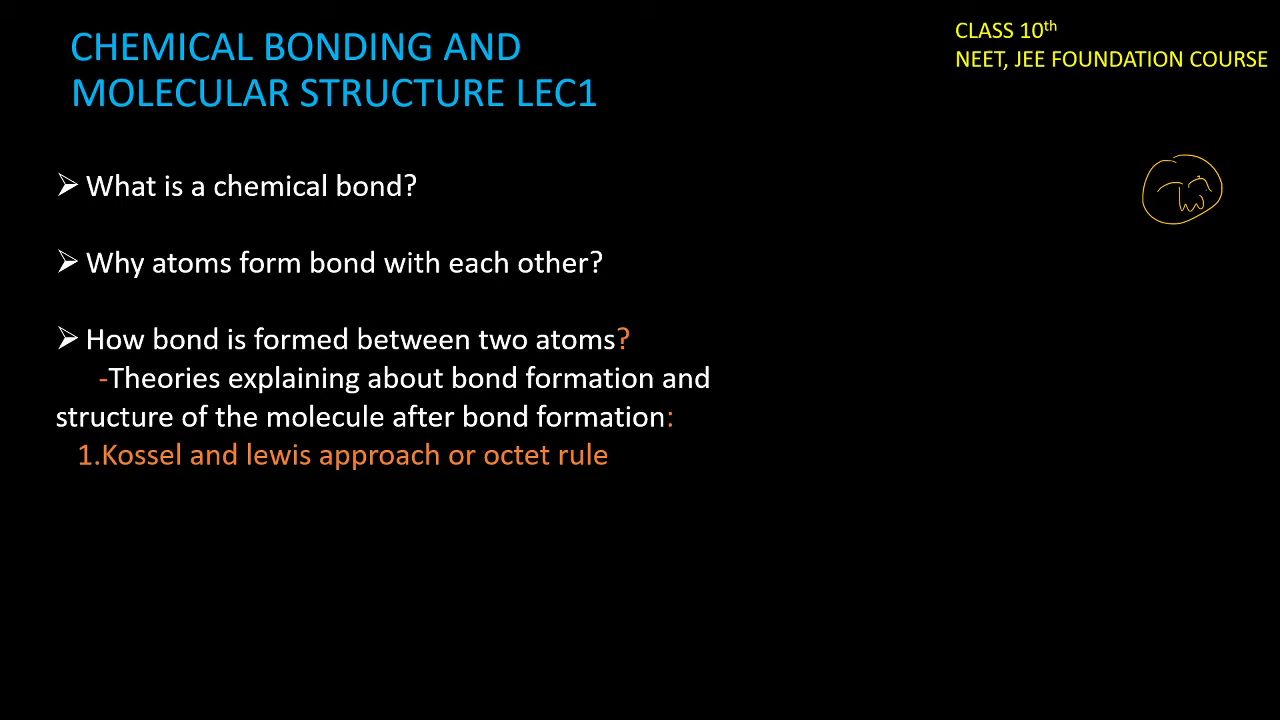 CHEMICAL BONDING AND
MOLECULAR STRUCTURE LEC1
CLASS 10th
NEET, JEE FOUNDATION COURSE
➢ What is a chemical bond?
➢ Why atoms form bond with each other?
➢ How bond is formed between two atoms?
-Theories explaining about bond formation and
structure of the molecule after bond formation:
1.Kossel and lewis approach or octet rule